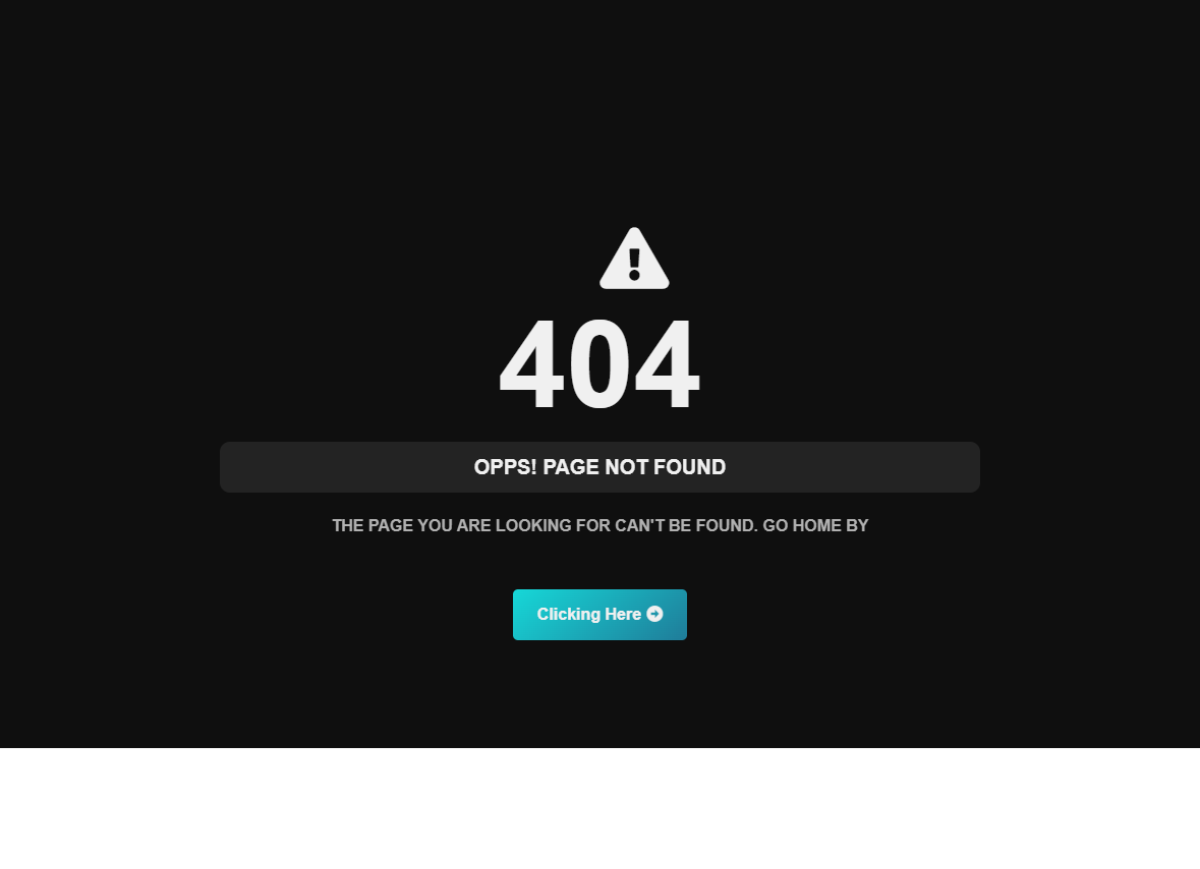 404
OPPS! PAGE NOT FOUND
THE PAGE YOU ARE LOOKING FOR CAN'T BE FOUND. GO HOME BY
Clicking Here